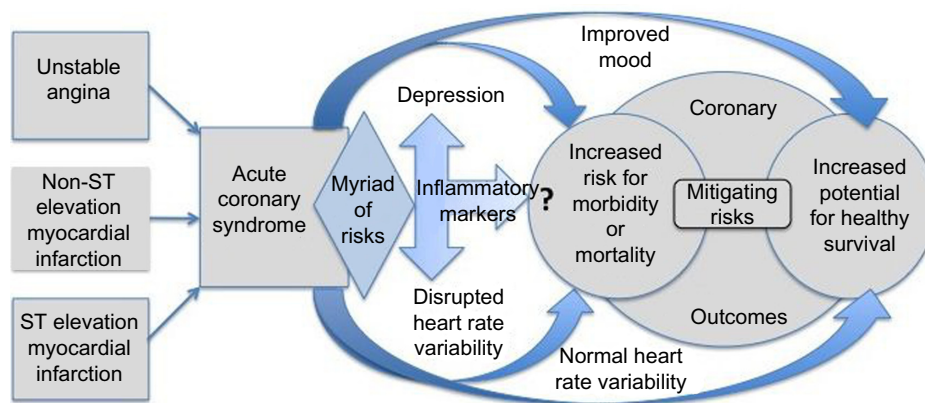 Unstable
angina
Non-ST
elevation
myocardial
infarction
ST elevation
myocardial
infarction
Acute
coronary
syndrome
Myriad
of
risks
Depression
Inflammatory
markers
Disrupted
heart rate
variability
?
Improved
mood
Coronary
Increased
risk for
morbidity
or
mortality
Mitigating
risks
Increased
potential
for healthy
survival
Outcomes
Normal heart
rate variability